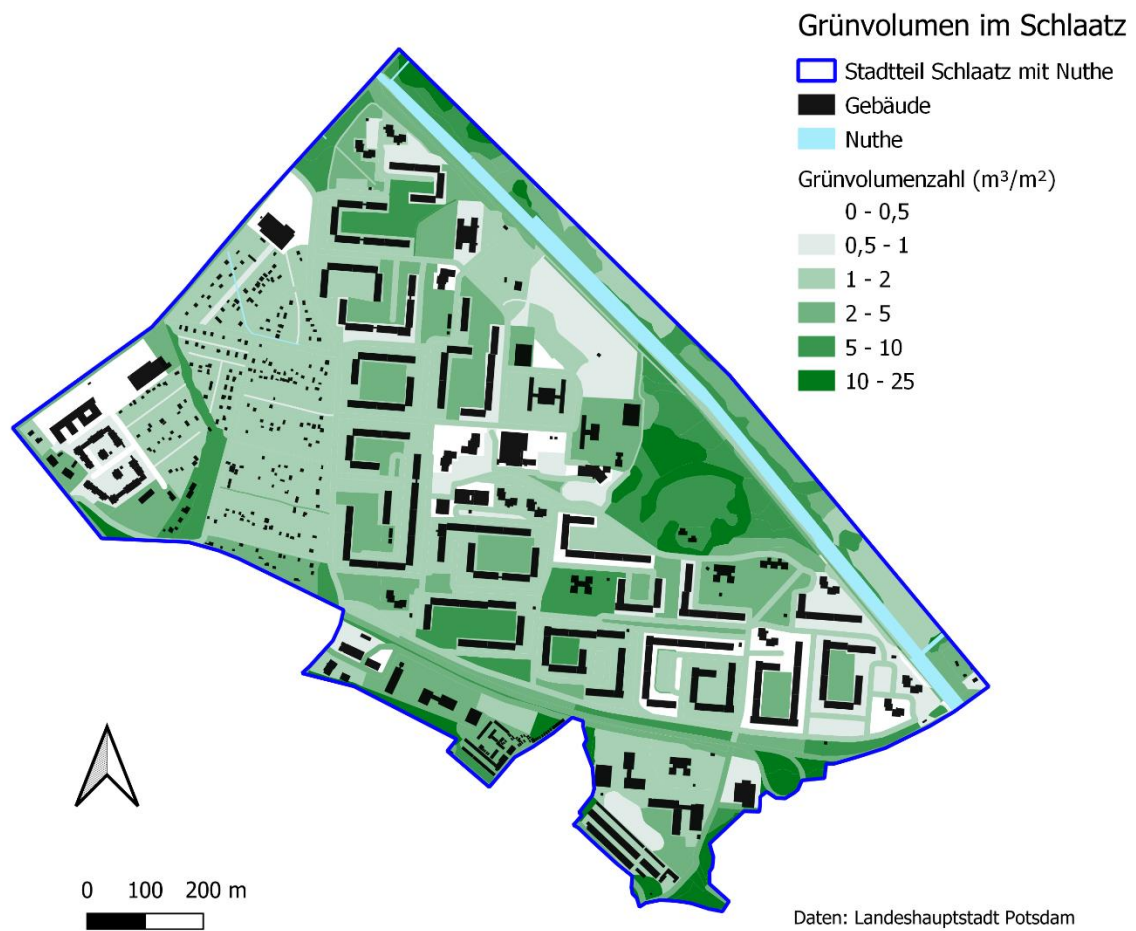 Grünvolumen im Schlaatz
Stadtteil Schlaatz mit Nuthe
Gebäude
Nuthe
Grünvolumenzahl (m³/m²)
0 - 0,5
0,5 - 1
1 - 2
2 - 5
5 - 10
10 - 25
0 100 200 m
Daten: Landeshauptstadt Potsdam